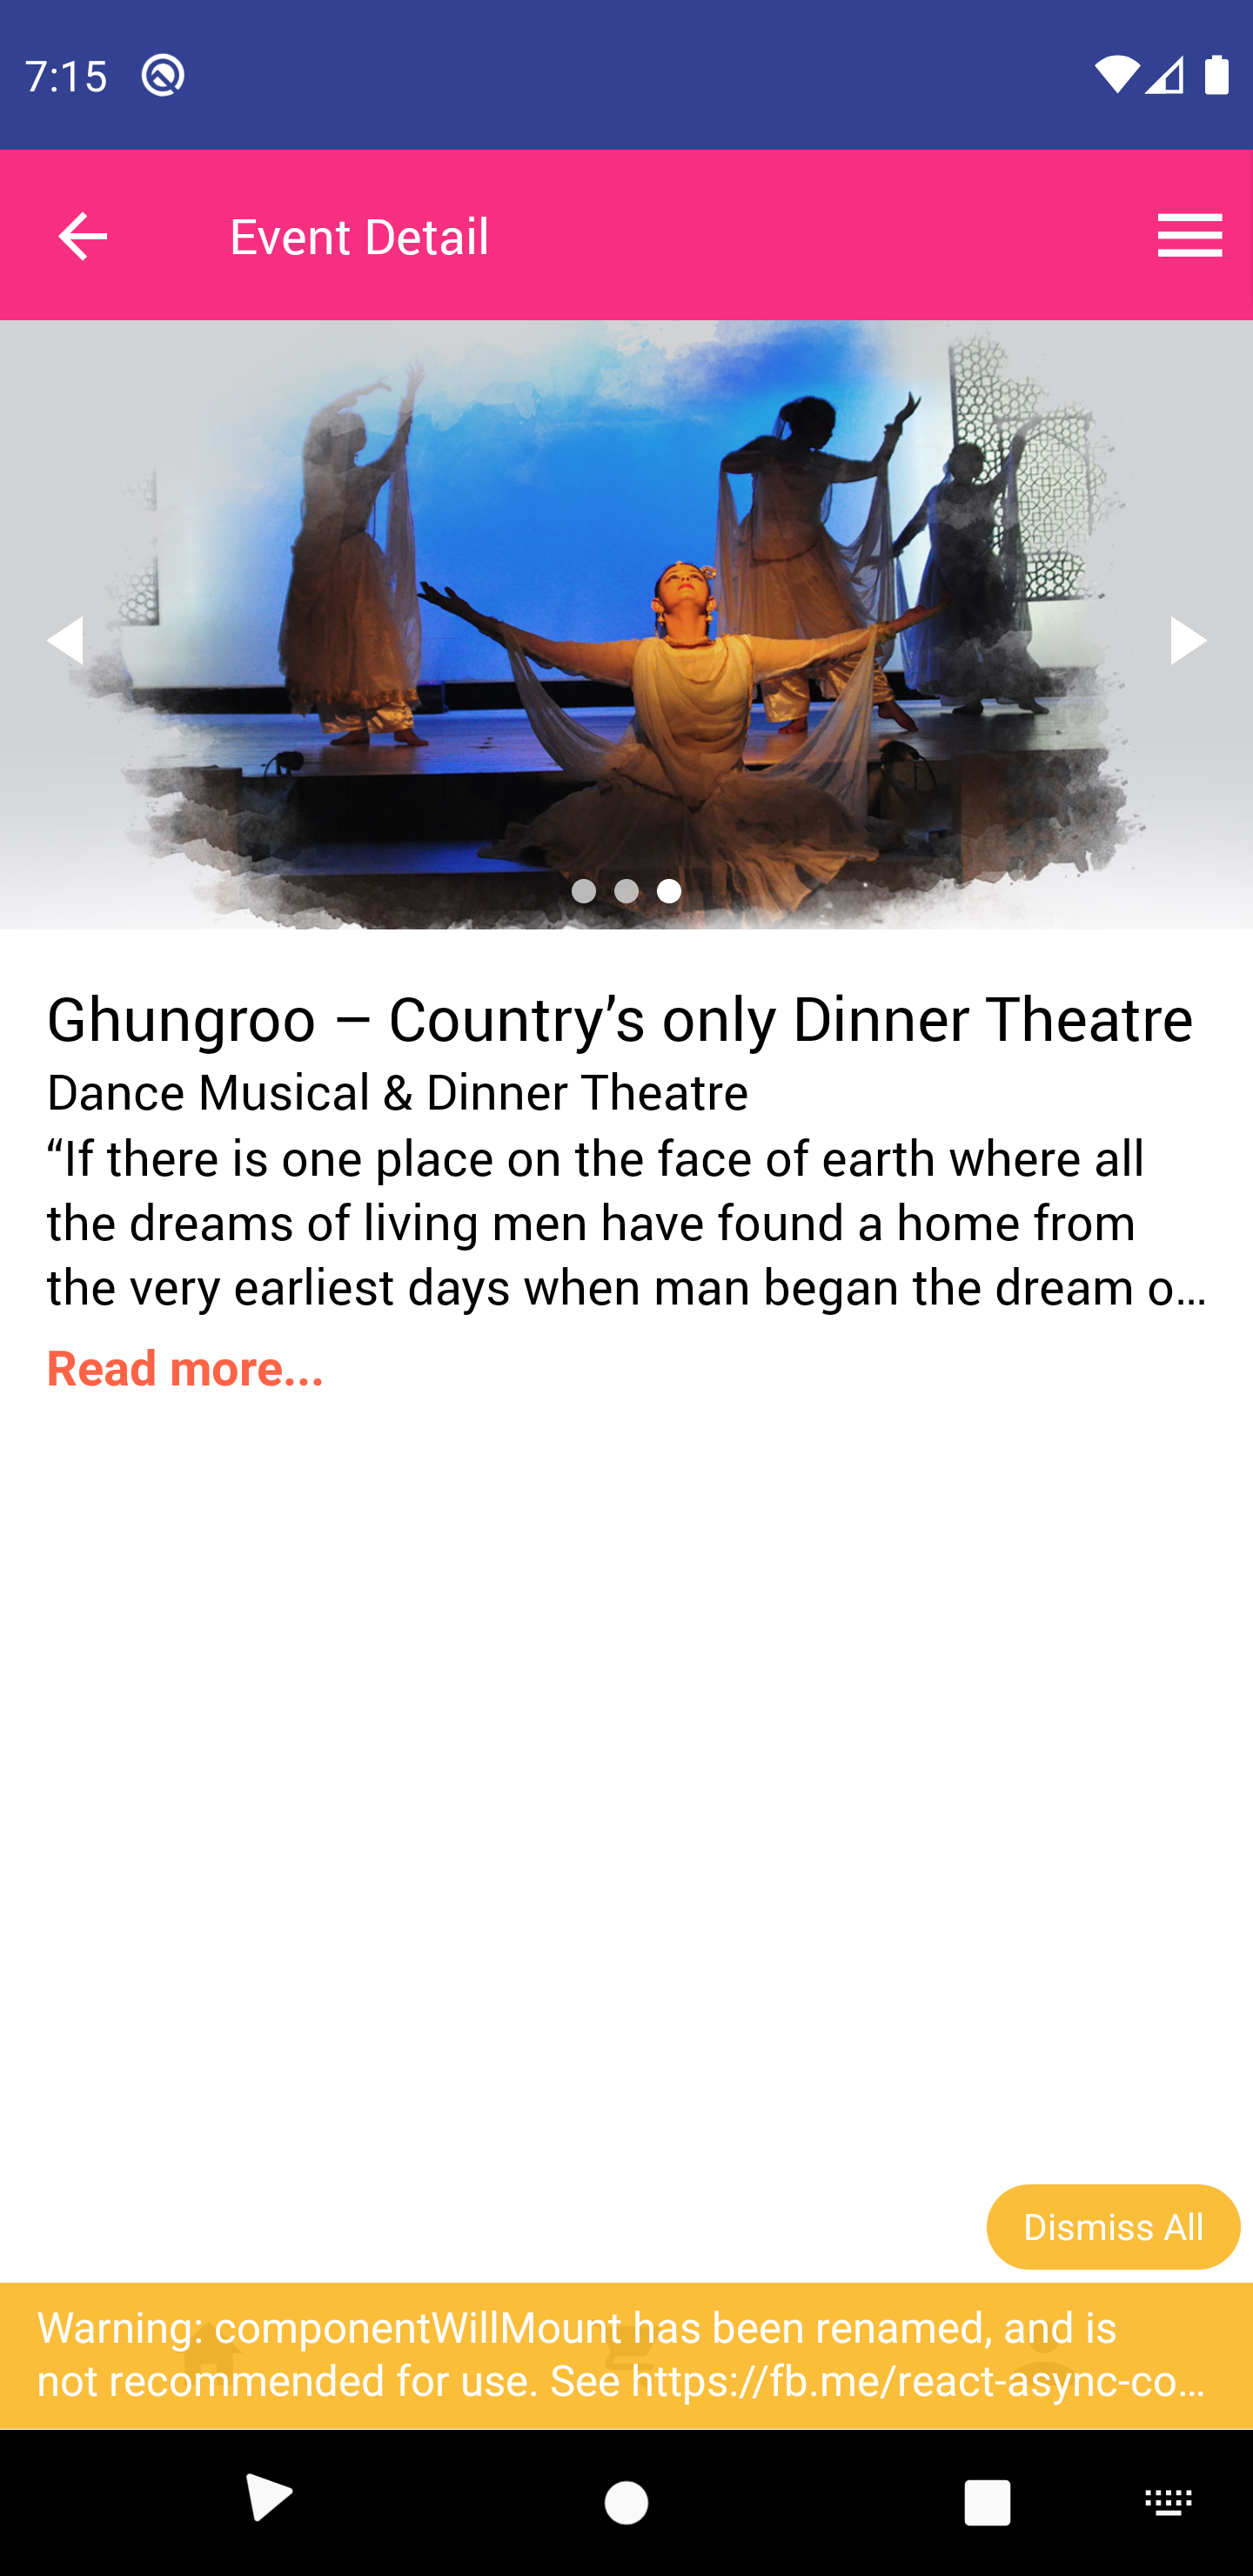 7:15
Event Detail
Ghungroo – Country’s only Dinner Theatre
Dance Musical & Dinner Theatre
“If there is one place on the face of earth where all
the dreams of living men have found a home from
the very earliest days when man began the dream o...
Read more...
Dismiss All
Warning: componentWillMount has been renamed, and is
not recommended for use. See https://fb.me/react-async-co...